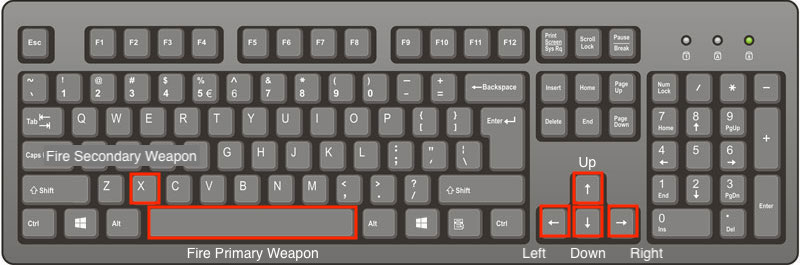 Esc F1 F2 F3 F4 F5 F6 F7 F8 F9 F10 F11 F12 Print Screen Sys Rq Scroll Lock Pause Break
1 A
~ ! 1 @ 2 # 3 $ 4 % 5 € ^ 6 & 7 * 8 ( 9 ) 0 – - + = ←Backspace Insert Home Page Up Num Lock / * −
Tab Q W E R T Y U I O P { [ } ] Enter Delete End Page Down 7 Home 8 ↑ 9 PgUp +
Caps G H J K L : ; " ' | \ 4 ← 5 6 →
Fire Secondary Weapon
Up
⇧Shift Z X C V B N M < , > . ? / ⇧Shift ↑ 1 End 2 ↓ 3 PgDn Enter
Ctrl Alt Alt Ctrl ← ↓ → 0 Ins . Del
Fire Primary Weapon Left Down Right